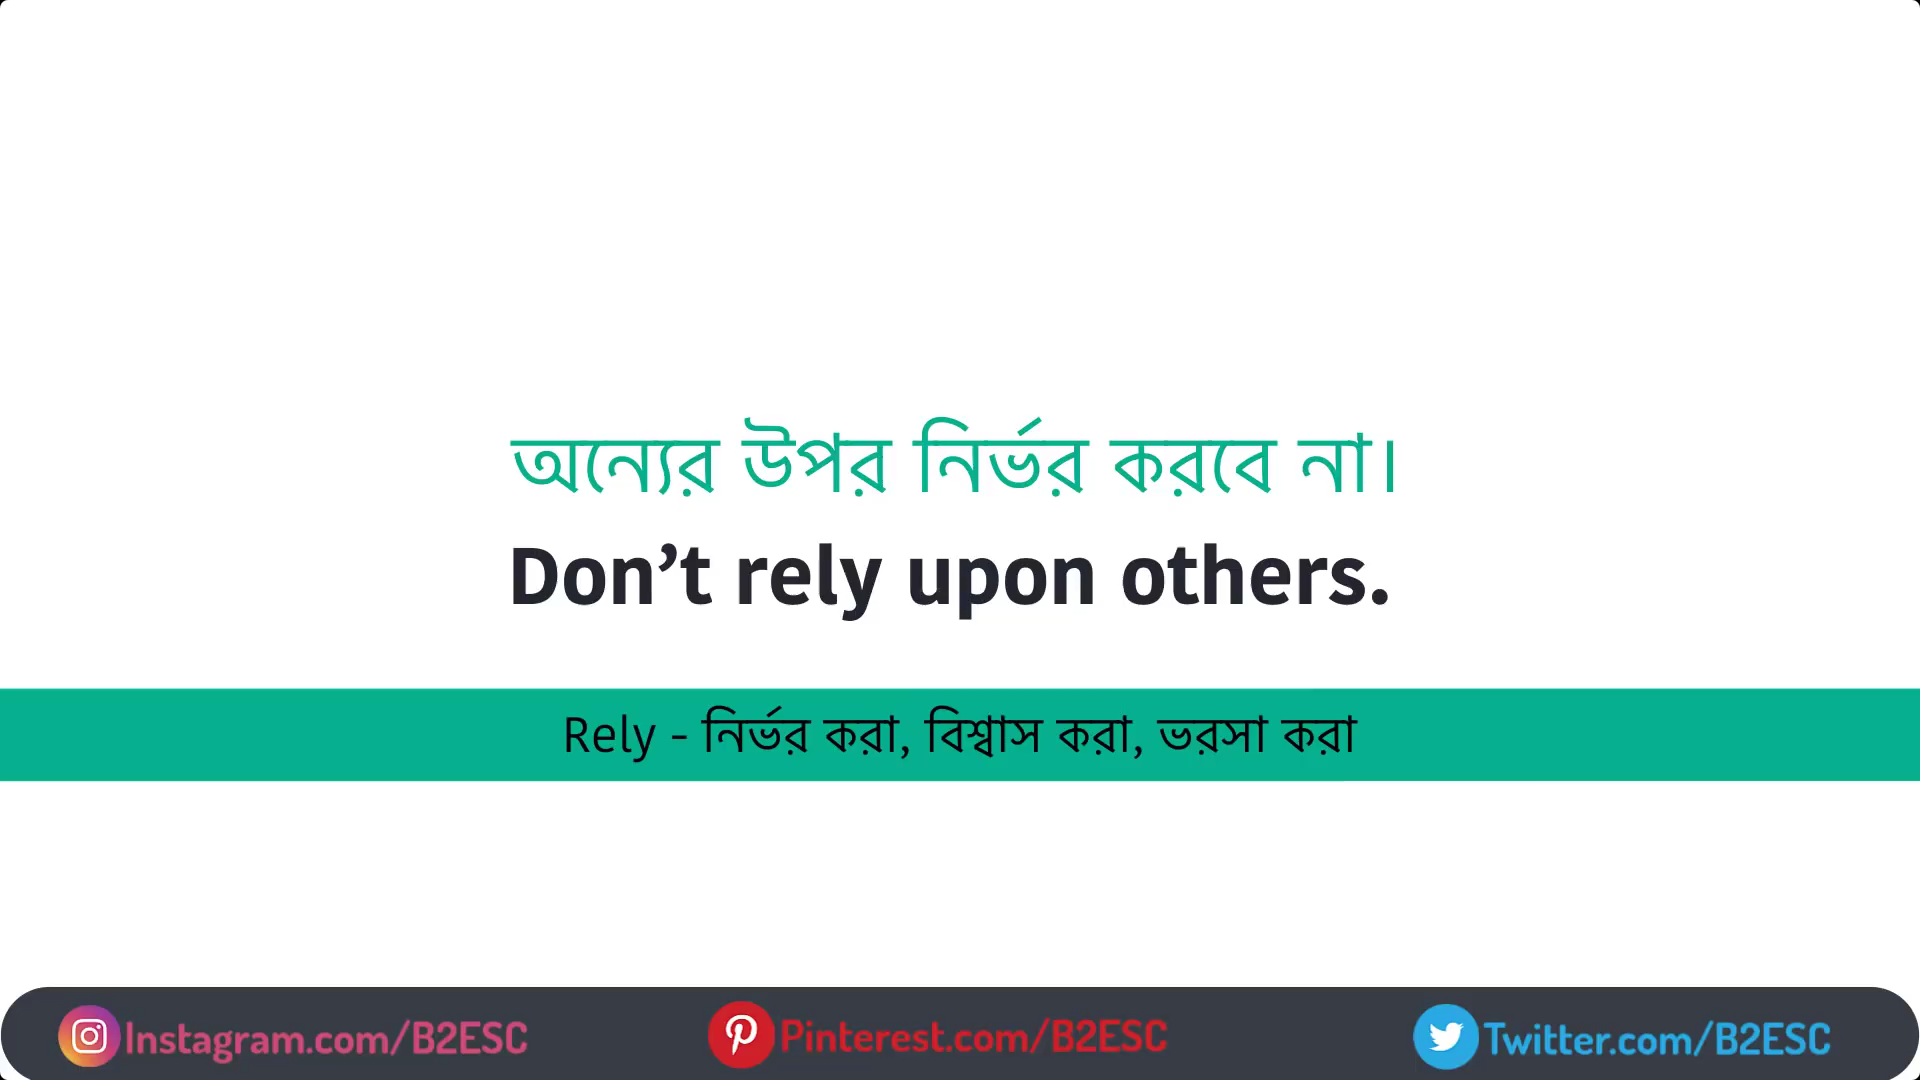 অন্যের উপর নির্ভর করবে না।
Don’t rely upon others.
Rely - নির্ভর করা, বিশ্বাস করা, ভরসা করা
Instagram.com/B2ESC Pinterest.com/B2ESC Twitter.com/B2ESC